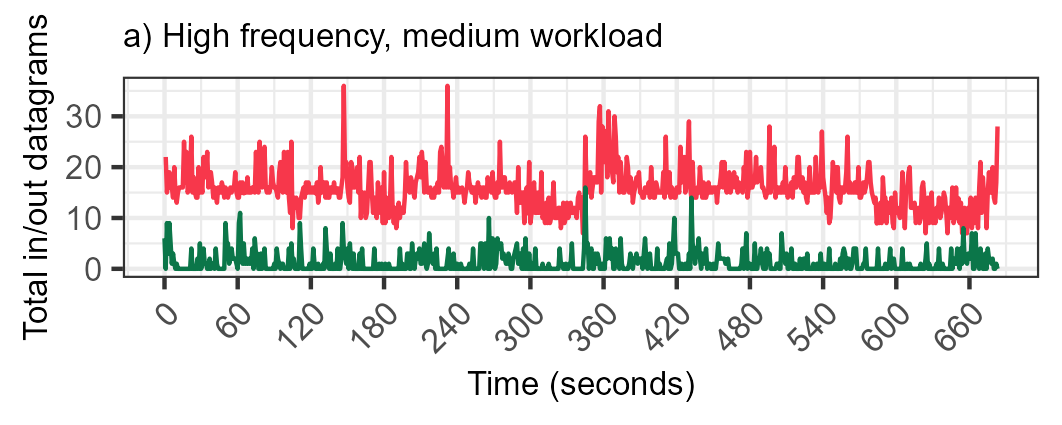 a) High frequency, medium workload
Total in/out datagrams
30
20
10
0
0 60 120 180 240 300 360 420 480 540 600 660
Time (seconds)